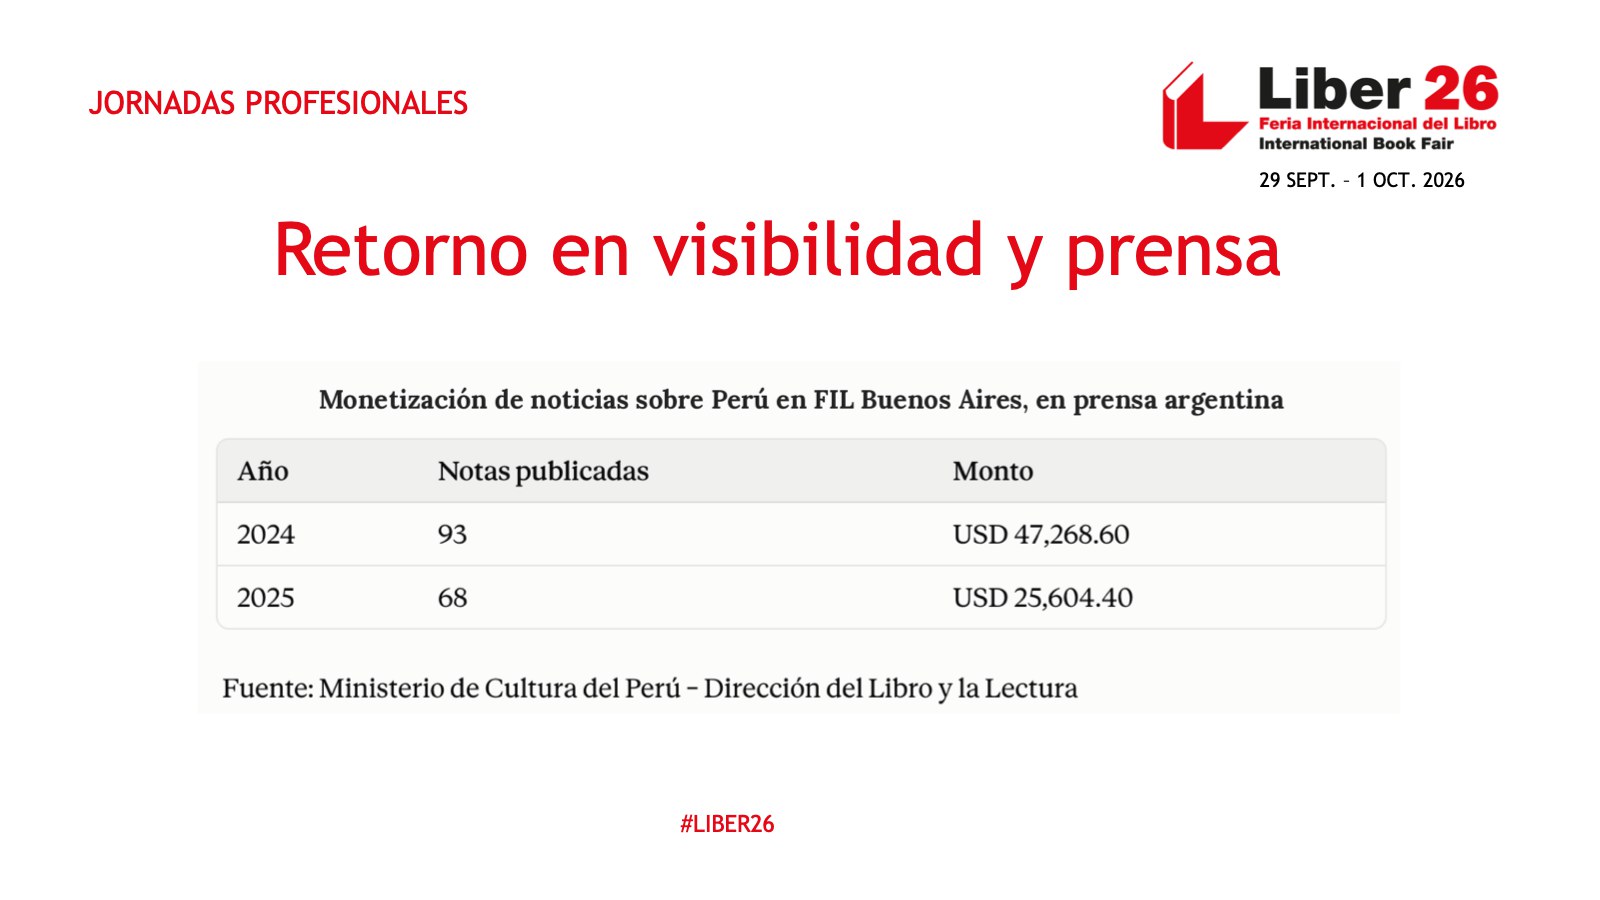 JORNADAS PROFESIONALES
Liber 26
Feria Internacional del Libro
International Book Fair
29 SEPT. - 1 OCT. 2026
Retorno en visibilidad y prensa
Monetización de noticias sobre Perú en FIL Buenos Aires, en prensa argentina
Año Notas publicadas Monto
2024 93 USD 47,268.60
2025 68 USD 25,604.40
Fuente: Ministerio de Cultura del Perú – Dirección del Libro y la Lectura
#LIBER26